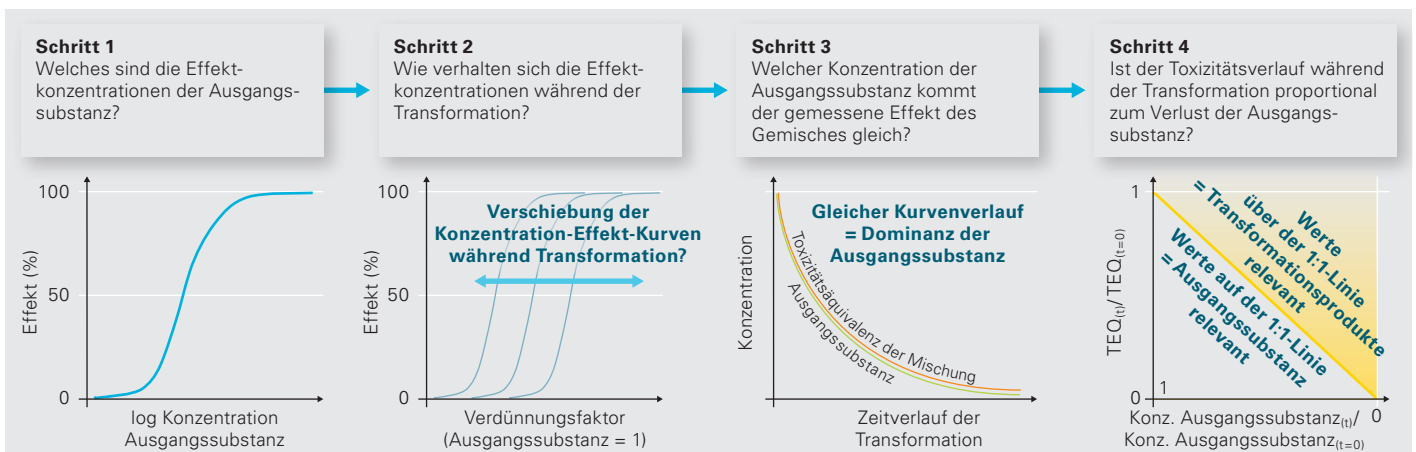 Schritt 1
Welches sind die Effekt-
konzentrationen der Ausgangs-
substanz?
Schritt 2
Wie verhalten sich die Effekt-
konzentrationen während der
Transformation?
Schritt 3
Welcher Konzentration der
Ausgangssubstanz kommt
der gemessene Effekt des
Gemisches gleich?
Schritt 4
Ist der Toxizitätsverlauf während
der Transformation proportional
zum Verlust der Ausgangs-
substanz?
Effekt (%)
100
50
0
log Konzentration
Ausgangssubstanz
Effekt (%)
100
50
0
Verschiebung der
Konzentration-Effekt-Kurven
während Transformation?
Verdünnungsfaktor
(Ausgangssubstanz = 1)
Konzentration
Gleicher Kurvenverlauf
= Dominanz der
Ausgangssubstanz
Toxizitätsäquivalenz der Mischung
Ausgangssubstanz
Zeitverlauf der
Transformation
TEQ(t)/TEQ(t=0)
1
0
Werte
über der 1:1-Linie
= Transformationsprodukte
relevant
Werte auf der 1:1-Linie
= Ausgangssubstanz
relevant
1
0
Konz. Ausgangssubstanz(t)/
Konz. Ausgangssubstanz(t=0)